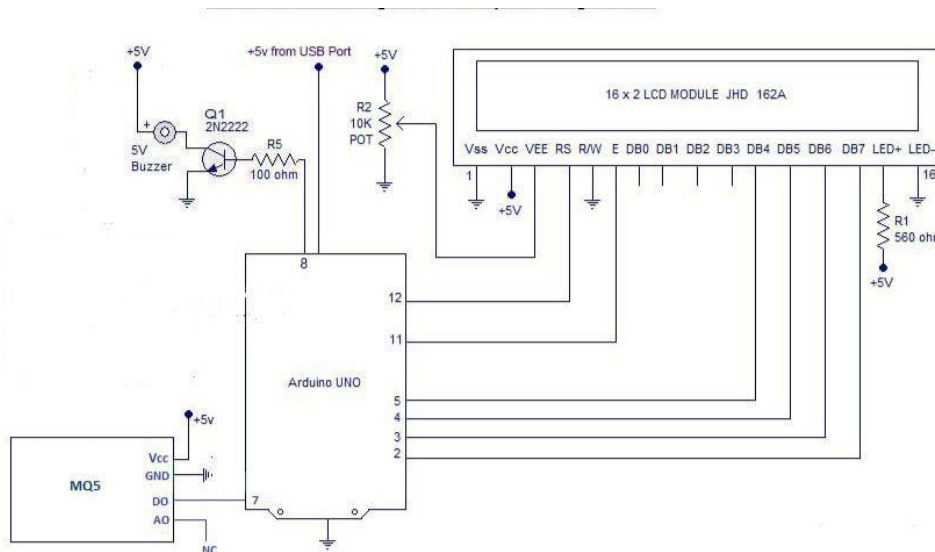 +5V
+5v from USB Port
+5V
Q1
2N2222
+
5V
Buzzer
R5
100 ohm
R2
10K
POT
16 x 2 LCD MODULE JHD 162A
Vss Vcc VEE RS R/W E DB0 DB1 DB2 DB3 DB4 DB5 DB6 DB7 LED+ LED-
1
16
+5V
R1
560 ohm
+5V
8
12
11
Arduino UNO
5
4
3
2
+5v
Vcc
GND
MQ5
DO
7
AO
NC